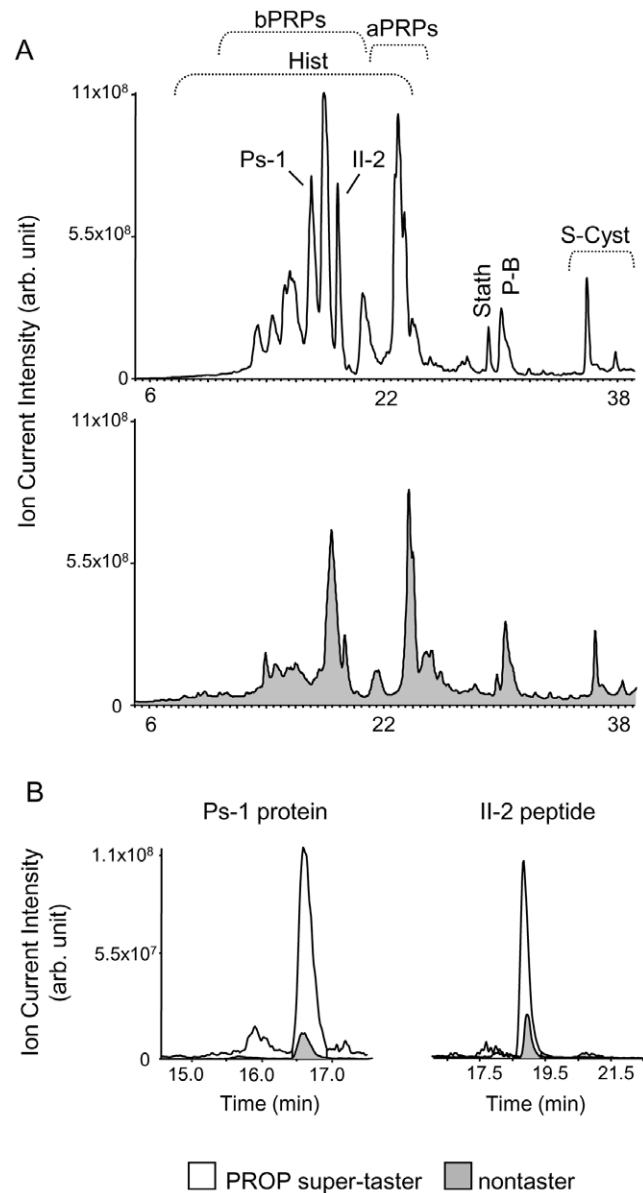 bPRPs
aPRPs
A
Hist
11x10⁸
Ps-1
II-2
5.5x10⁸
S-Cyst
Stath
P-B
0
6
22
38
Ion Current Intensity (arb. unit)
11x10⁸
5.5x10⁸
0
6
22
38
B
Ps-1 protein
II-2 peptide
Ion Current Intensity
(arb. unit)
1.1x10⁸
5.5x10⁷
0
15.0 16.0 17.0
17.5 19.5 21.5
Time (min)
Time (min)
PROP super-taster
nontaster